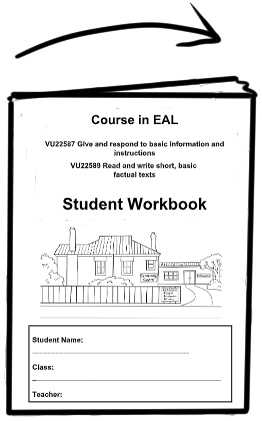 Course in EAL
VU22587 Give and respond to basic information and
instructions
VU22589 Read and write short, basic
factual texts
Student Workbook
Student Name:
Class:
Teacher: